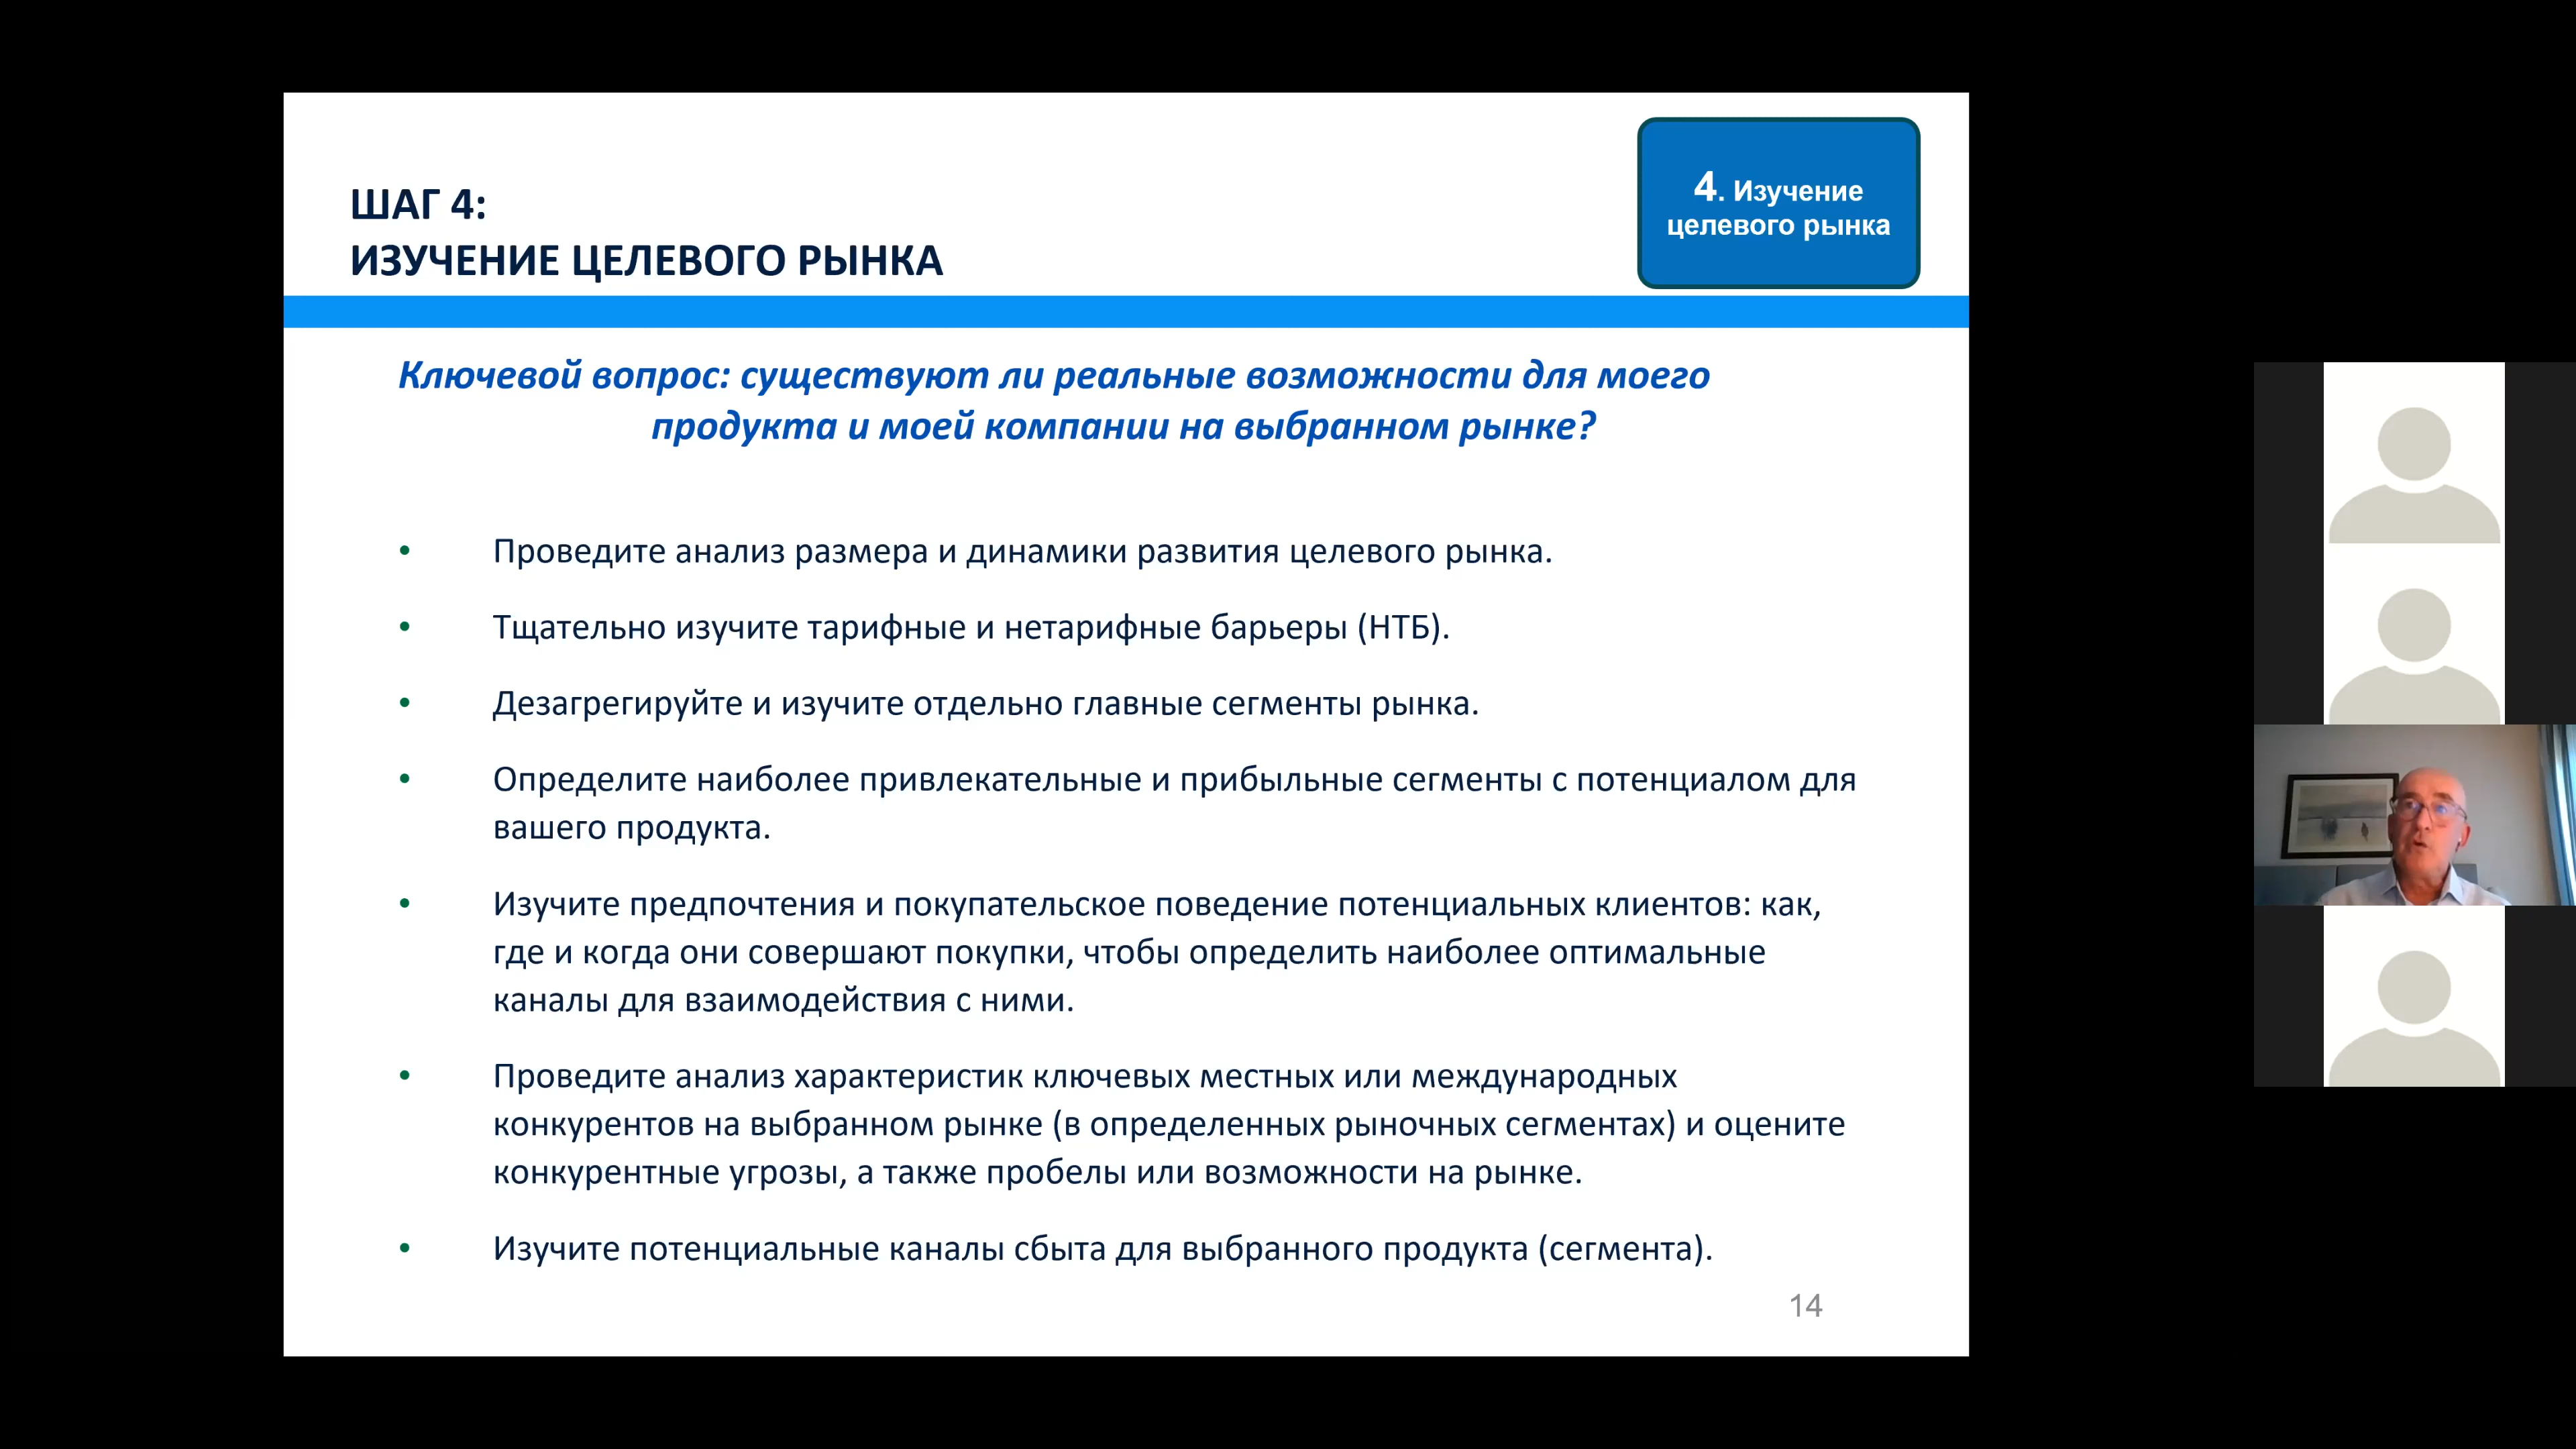 ШАГ 4:
ИЗУЧЕНИЕ ЦЕЛЕВОГО РЫНКА
4. Изучение
целевого рынка
Ключевой вопрос: существуют ли реальные возможности для моего
продукта и моей компании на выбранном рынке?
• Проведите анализ размера и динамики развития целевого рынка.
• Тщательно изучите тарифные и нетарифные барьеры (НТБ).
• Дезагрегируйте и изучите отдельно главные сегменты рынка.
• Определите наиболее привлекательные и прибыльные сегменты с потенциалом для
вашего продукта.
• Изучите предпочтения и покупательское поведение потенциальных клиентов: как,
где и когда они совершают покупки, чтобы определить наиболее оптимальные
каналы для взаимодействия с ними.
• Проведите анализ характеристик ключевых местных или международных
конкурентов на выбранном рынке (в определенных рыночных сегментах) и оцените
конкурентные угрозы, а также пробелы или возможности на рынке.
• Изучите потенциальные каналы сбыта для выбранного продукта (сегмента).
14